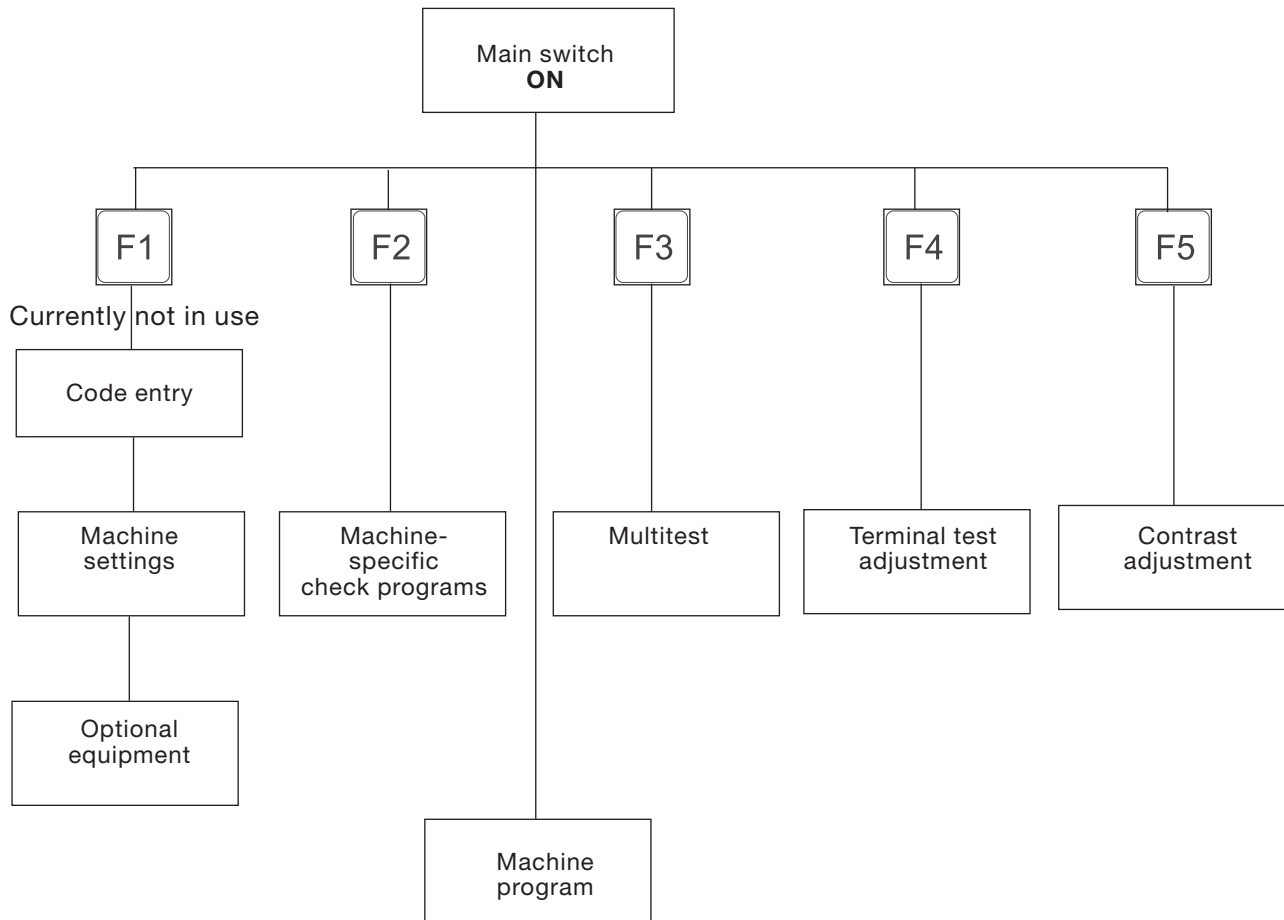 Main switch
ON
F1
F2
F3
F4
F5
Currently not in use
Code entry
Machine
settings
Machine-
specific
check programs
Multitest
Terminal test
adjustment
Contrast
adjustment
Optional
equipment
Machine
program